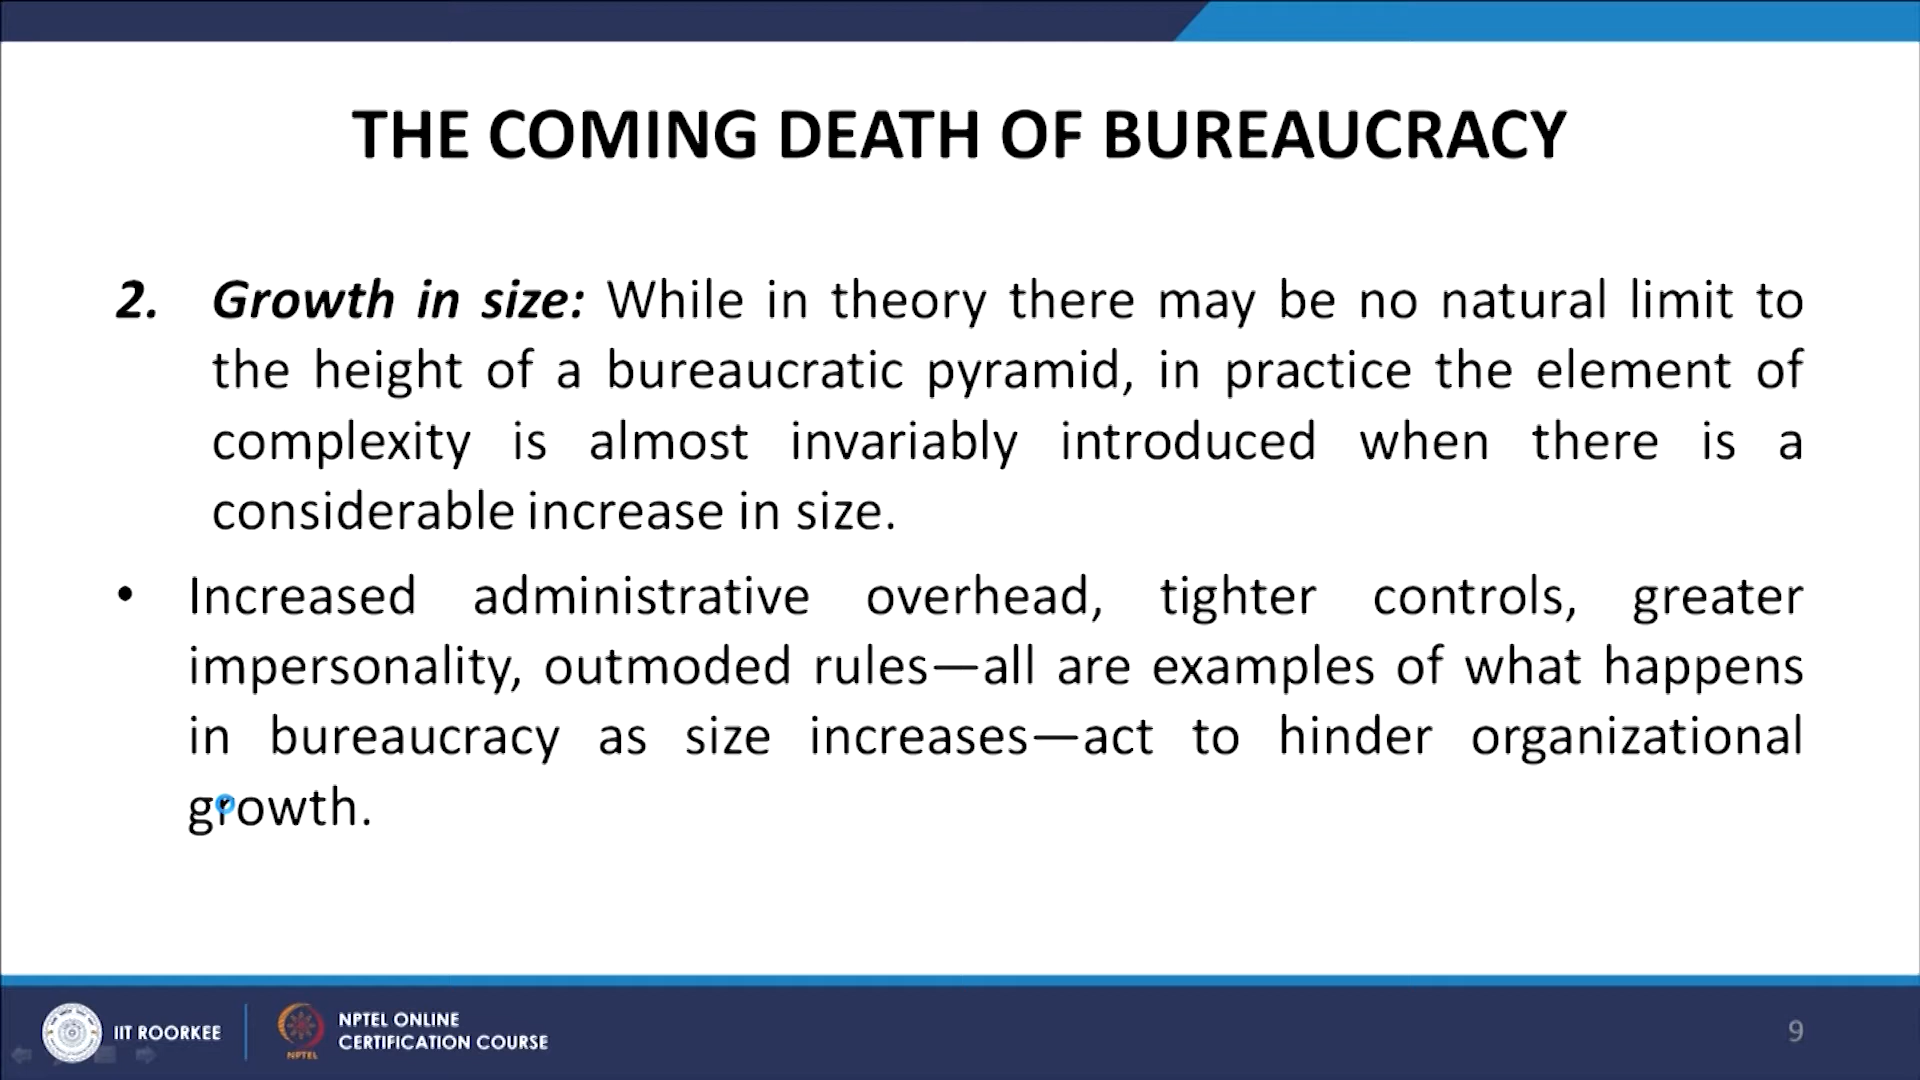 THE COMING DEATH OF BUREAUCRACY
2. Growth in size: While in theory there may be no natural limit to
the height of a bureaucratic pyramid, in practice the element of
complexity is almost invariably introduced when there is a
considerable increase in size.
• Increased administrative overhead, tighter controls, greater
impersonality, outmoded rules—all are examples of what happens
in bureaucracy as size increases—act to hinder organizational
growth.
IIT ROORKEE
NPTEL
NPTEL ONLINE
CERTIFICATION COURSE
9